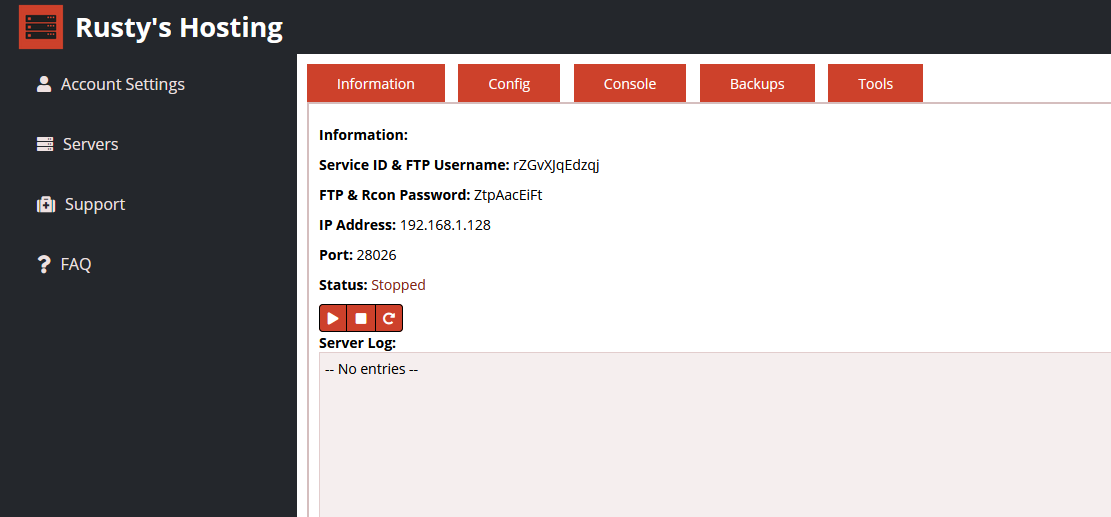 Rusty's Hosting
Account Settings
Servers
Support
FAQ
Information Config Console Backups Tools
Information:
Service ID & FTP Username: rZGvXJqEdzqj
FTP & Rcon Password: ZtpAacEiFt
IP Address: 192.168.1.128
Port: 28026
Status: Stopped
Server Log:
-- No entries --